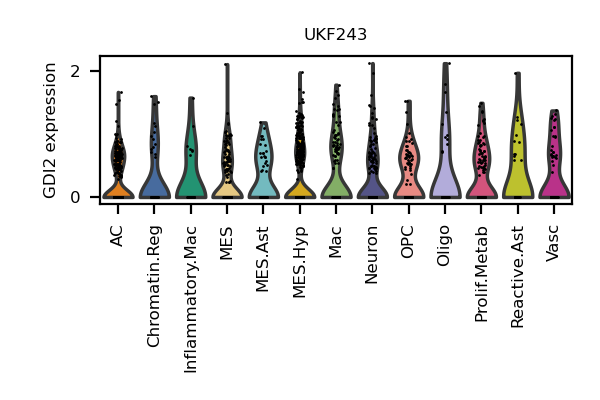 UKF243
GDI2 expression
2
0
AC
Chromatin.Reg
Inflammatory.Mac
MES
MES.Ast
MES.Hyp
Mac
Neuron
OPC
Oligo
Prolif.Metab
Reactive.Ast
Vasc